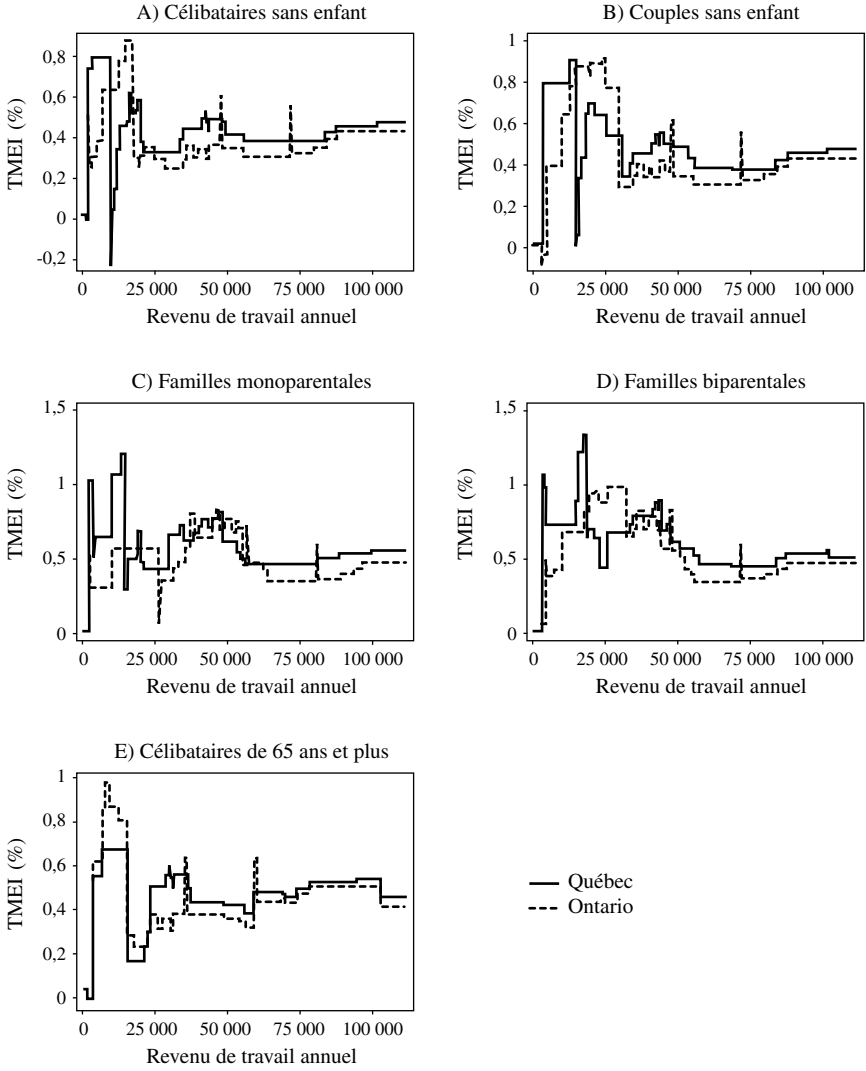 A) Célibataires sans enfant
TMEI (%)
0,8
0,6
0,4
0,2
0
-0,2
0 25 000 50 000 75 000 100 000
Revenu de travail annuel
B) Couples sans enfant
TMEI (%)
1
0,8
0,6
0,4
0,2
0
0 25 000 50 000 75 000 100 000
Revenu de travail annuel
C) Familles monoparentales
TMEI (%)
1,5
1
0,5
0
0 25 000 50 000 75 000 100 000
Revenu de travail annuel
D) Familles biparentales
TMEI (%)
1,5
1
0,5
0
0 25 000 50 000 75 000 100 000
Revenu de travail annuel
E) Célibataires de 65 ans et plus
TMEI (%)
1
0,8
0,6
0,4
0,2
0
0 25 000 50 000 75 000 100 000
Revenu de travail annuel
Québec
Ontario